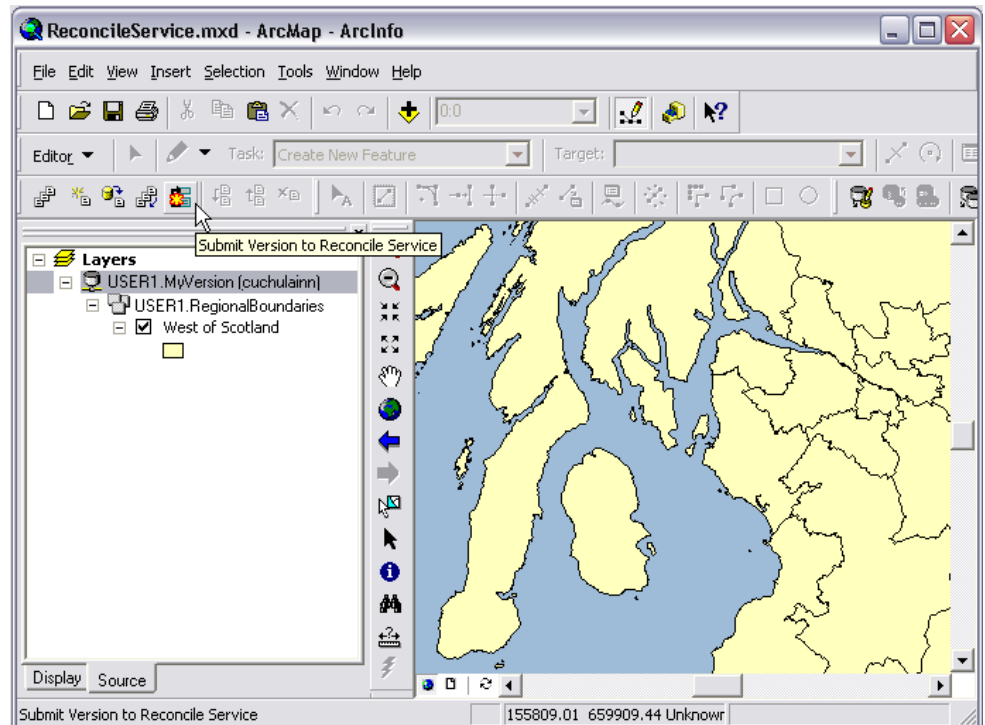 ReconcileService.mxd - ArcMap - ArcInfo
File Edit View Insert Selection Tools Window Help
0:0
Editor Task: Create New Feature Target:
Submit Version to Reconcile Service
Layers
USER1.MyVersion (cuchulainn)
USER1.RegionalBoundaries
West of Scotland
Display Source
Submit Version to Reconcile Service 155809.01 659909.44 Unknowr